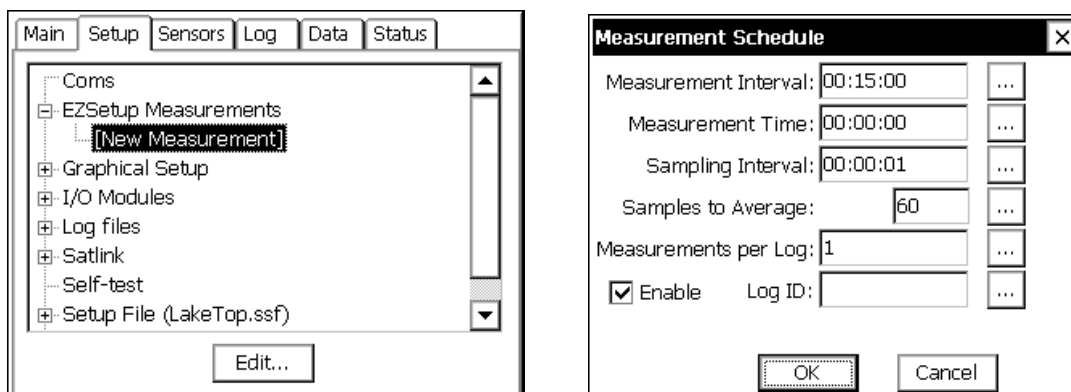 Main Setup Sensors Log Data Status
Coms
EZSetup Measurements
[New Measurement]
Graphical Setup
I/O Modules
Log files
Satlink
Self-test
Setup File (LakeTop.ssf)
Edit...
Measurement Schedule X
Measurement Interval: 00:15:00 ...
Measurement Time: 00:00:00 ...
Sampling Interval: 00:00:01 ...
Samples to Average: 60 ...
Measurements per Log: 1 ...
Enable Log ID: ...
OK Cancel